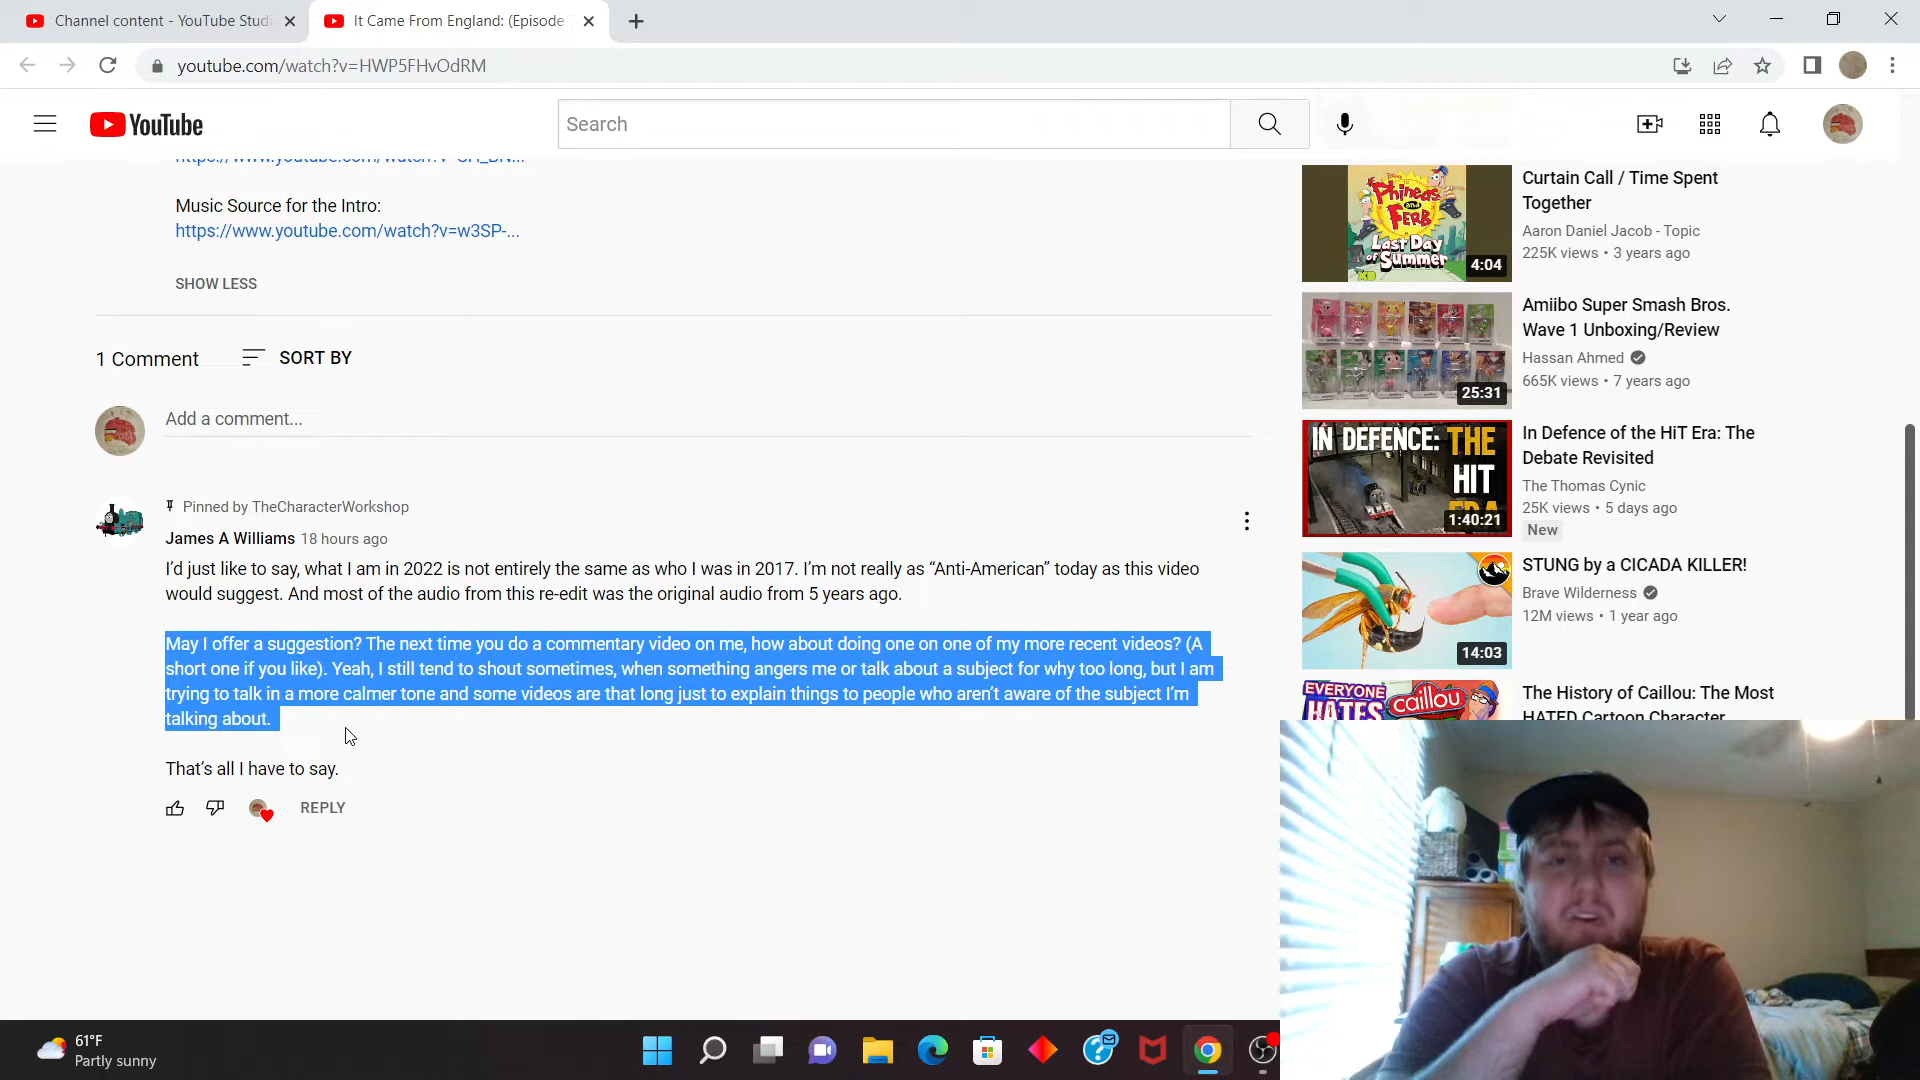 Channel content - YouTube Studi
It Came From England: (Episode
youtube.com/watch?v=HWP5FHvOdRM
YouTube
Search
Music Source for the Intro:
https://www.youtube.com/watch?v=w3SP-...
SHOW LESS
1 Comment
SORT BY
Add a comment...
Pinned by TheCharacterWorkshop
James A Williams 18 hours ago
I’d just like to say, what I am in 2022 is not entirely the same as who I was in 2017. I’m not really as “Anti-American” today as this video
would suggest. And most of the audio from this re-edit was the original audio from 5 years ago.
May I offer a suggestion? The next time you do a commentary video on me, how about doing one on one of my more recent videos? (A
short one if you like). Yeah, I still tend to shout sometimes, when something angers me or talk about a subject for why too long, but I am
trying to talk in a more calmer tone and some videos are that long just to explain things to people who aren’t aware of the subject I’m
talking about.
That’s all I have to say.
REPLY
Phineas and FERB
Last Day of Summer
4:04
Curtain Call / Time Spent
Together
Aaron Daniel Jacob - Topic
225K views • 3 years ago
25:31
Amiibo Super Smash Bros.
Wave 1 Unboxing/Review
Hassan Ahmed
665K views • 7 years ago
IN DEFENCE: THE
HIT
1:40:21
In Defence of the HiT Era: The
Debate Revisited
The Thomas Cynic
25K views • 5 days ago
New
14:03
STUNG by a CICADA KILLER!
Brave Wilderness
12M views • 1 year ago
EVERYONE
HATES
caillou
The History of Caillou: The Most
HATED Cartoon Character
61°F
Partly sunny